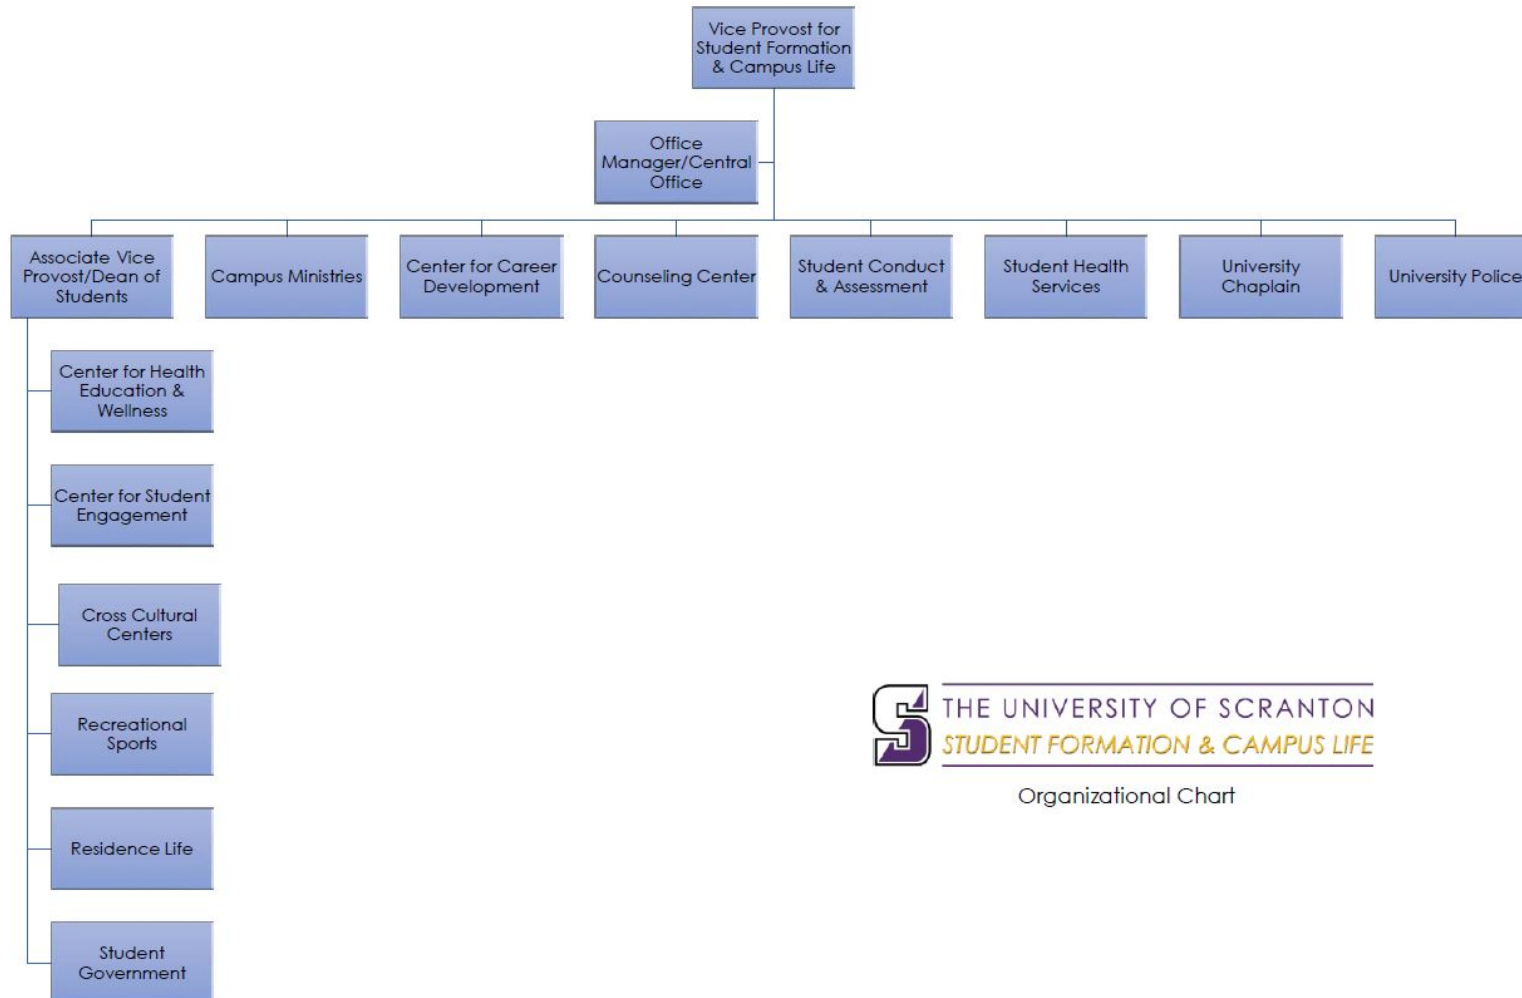 Vice Provost for
Student Formation
& Campus Life
Office
Manager/Central
Office
Associate Vice
Provost/Dean of
Students
Campus Ministries
Center for Career
Development
Counseling Center
Student Conduct
& Assessment
Student Health
Services
University
Chaplain
University Police
Center for Health
Education &
Wellness
Center for Student
Engagement
Cross Cultural
Centers
Recreational
Sports
Residence Life
Student
Government
S
THE UNIVERSITY OF SCRANTON
STUDENT FORMATION & CAMPUS LIFE
Organizational Chart